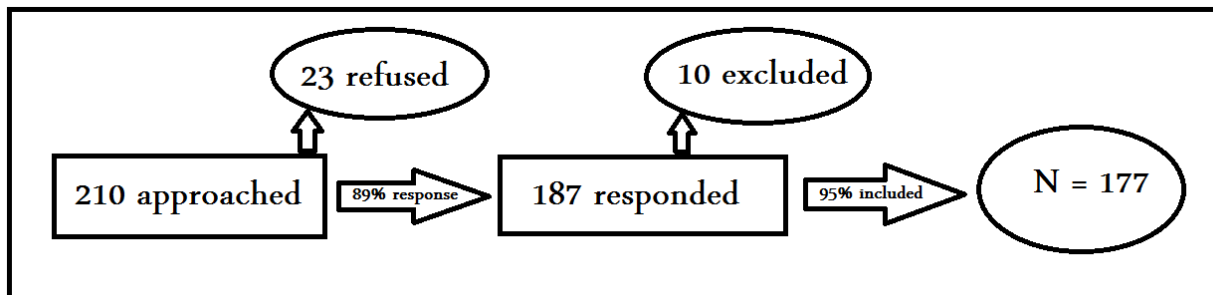 23 refused
10 excluded
210 approached
89% response
187 responded
95% included
N = 177